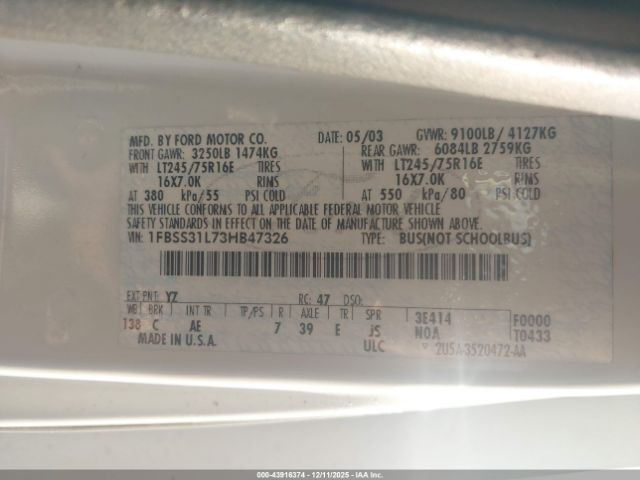 MFD. BY FORD MOTOR CO. DATE: 05/03 GVWR: 9100LB/ 4127KG
FRONT GAWR: 3250LB 1474KG REAR GAWR: 6084LB 2759KG
WITH LT245/75R16E TIRES WITH LT245/75R16E TIRES
16X7.0K RIMS 16X7.0K RIMS
AT 380 kPa/55 PSI COLD AT 550 kPa/80 PSI COLD
THIS VEHICLE CONFORMS TO ALL APPLICABLE FEDERAL MOTOR VEHICLE
SAFETY STANDARDS IN EFFECT ON THE DATE OF MANUFACTURE SHOWN ABOVE.
VIN: 1FBSS31L73HB47326 TYPE: BUS(NOT SCHOOLBUS)
EXT PNT: YZ RC: 47 DSO:
WB BRK INT TR TP/PS R AXLE TR SPR 3E414 F0000
138 C AE 7 39 E JS NOA T0433
MADE IN U.S.A. ULC 2U5A-3520472-AA
000-43916374 - 12/11/2025 - IAA Inc.